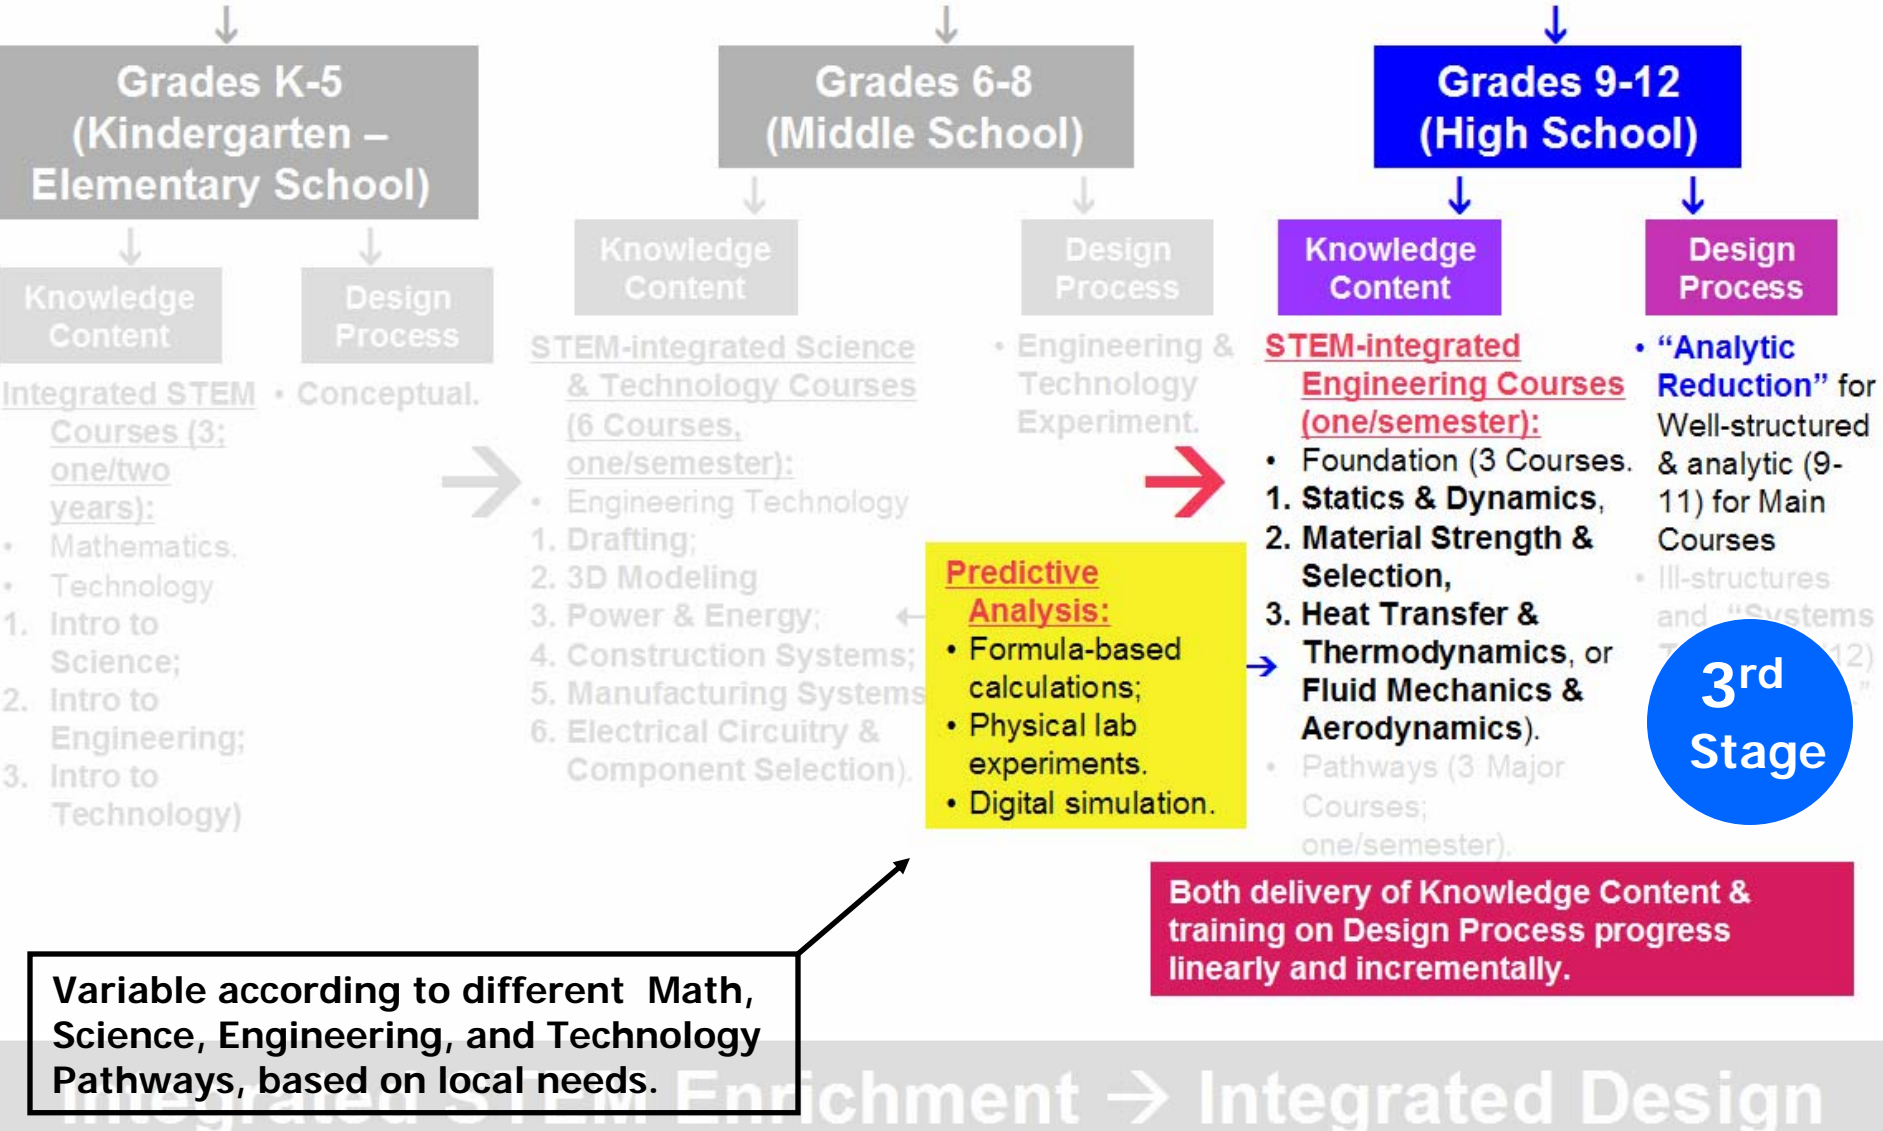 Grades K-5
(Kindergarten –
Elementary School)
Knowledge
Content
Design
Process
Integrated STEM
Courses (3;
one/two
years):
• Mathematics.
• Technology
1. Intro to
Science;
2. Intro to
Engineering;
3. Intro to
Technology)
• Conceptual.
Grades 6-8
(Middle School)
Knowledge
Content
Design
Process
STEM-integrated Science
& Technology Courses
(6 Courses,
one/semester):
• Engineering Technology
1. Drafting;
2. 3D Modeling
3. Power & Energy;
4. Construction Systems;
5. Manufacturing Systems
6. Electrical Circuitry &
Component Selection).
• Engineering &
Technology
Experiment.
Predictive
Analysis:
• Formula-based
calculations;
• Physical lab
experiments.
• Digital simulation.
Grades 9-12
(High School)
Knowledge
Content
Design
Process
STEM-integrated
Engineering Courses
(one/semester):
• Foundation (3 Courses.
1. Statics & Dynamics,
2. Material Strength &
Selection,
3. Heat Transfer &
Thermodynamics, or
Fluid Mechanics &
Aerodynamics).
• Pathways (3 Major
Courses;
one/semester).
• “Analytic
Reduction” for
Well-structured
& analytic (9-
11) for Main
Courses
• Ill-structures
and “Systems
12)
”
3rd
Stage
Both delivery of Knowledge Content &
training on Design Process progress
linearly and incrementally.
Variable according to different Math,
Science, Engineering, and Technology
Pathways, based on local needs.
Integrated STEM Enrichment → Integrated Design